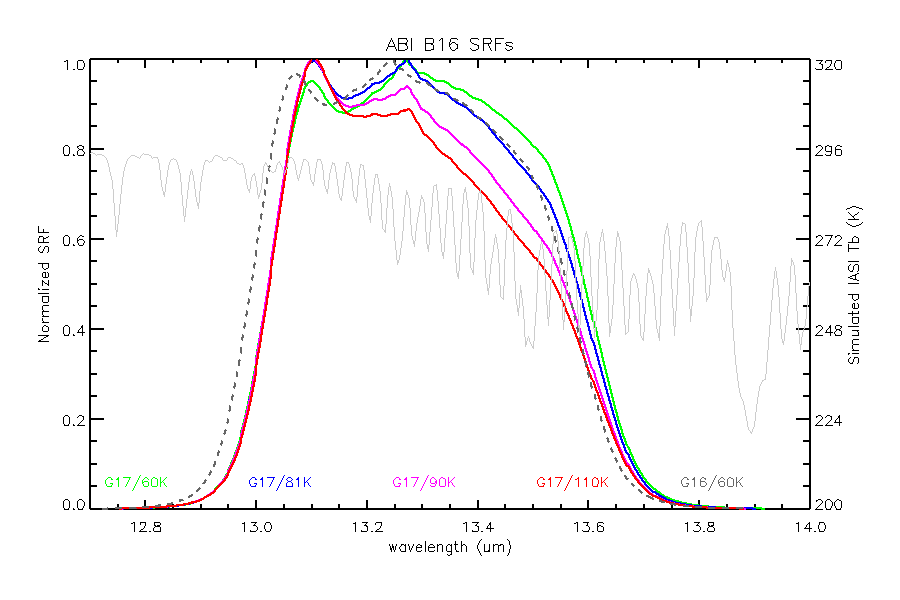 ABI B16 SRFs
1.0
0.8
0.6
0.4
0.2
0.0
Normalized SRF
320
296
272
248
224
200
Simulated IASI Tb (K)
G17/60K G17/81K G17/90K G17/110K G16/60K
12.8 13.0 13.2 13.4 13.6 13.8 14.0
wavelength (um)